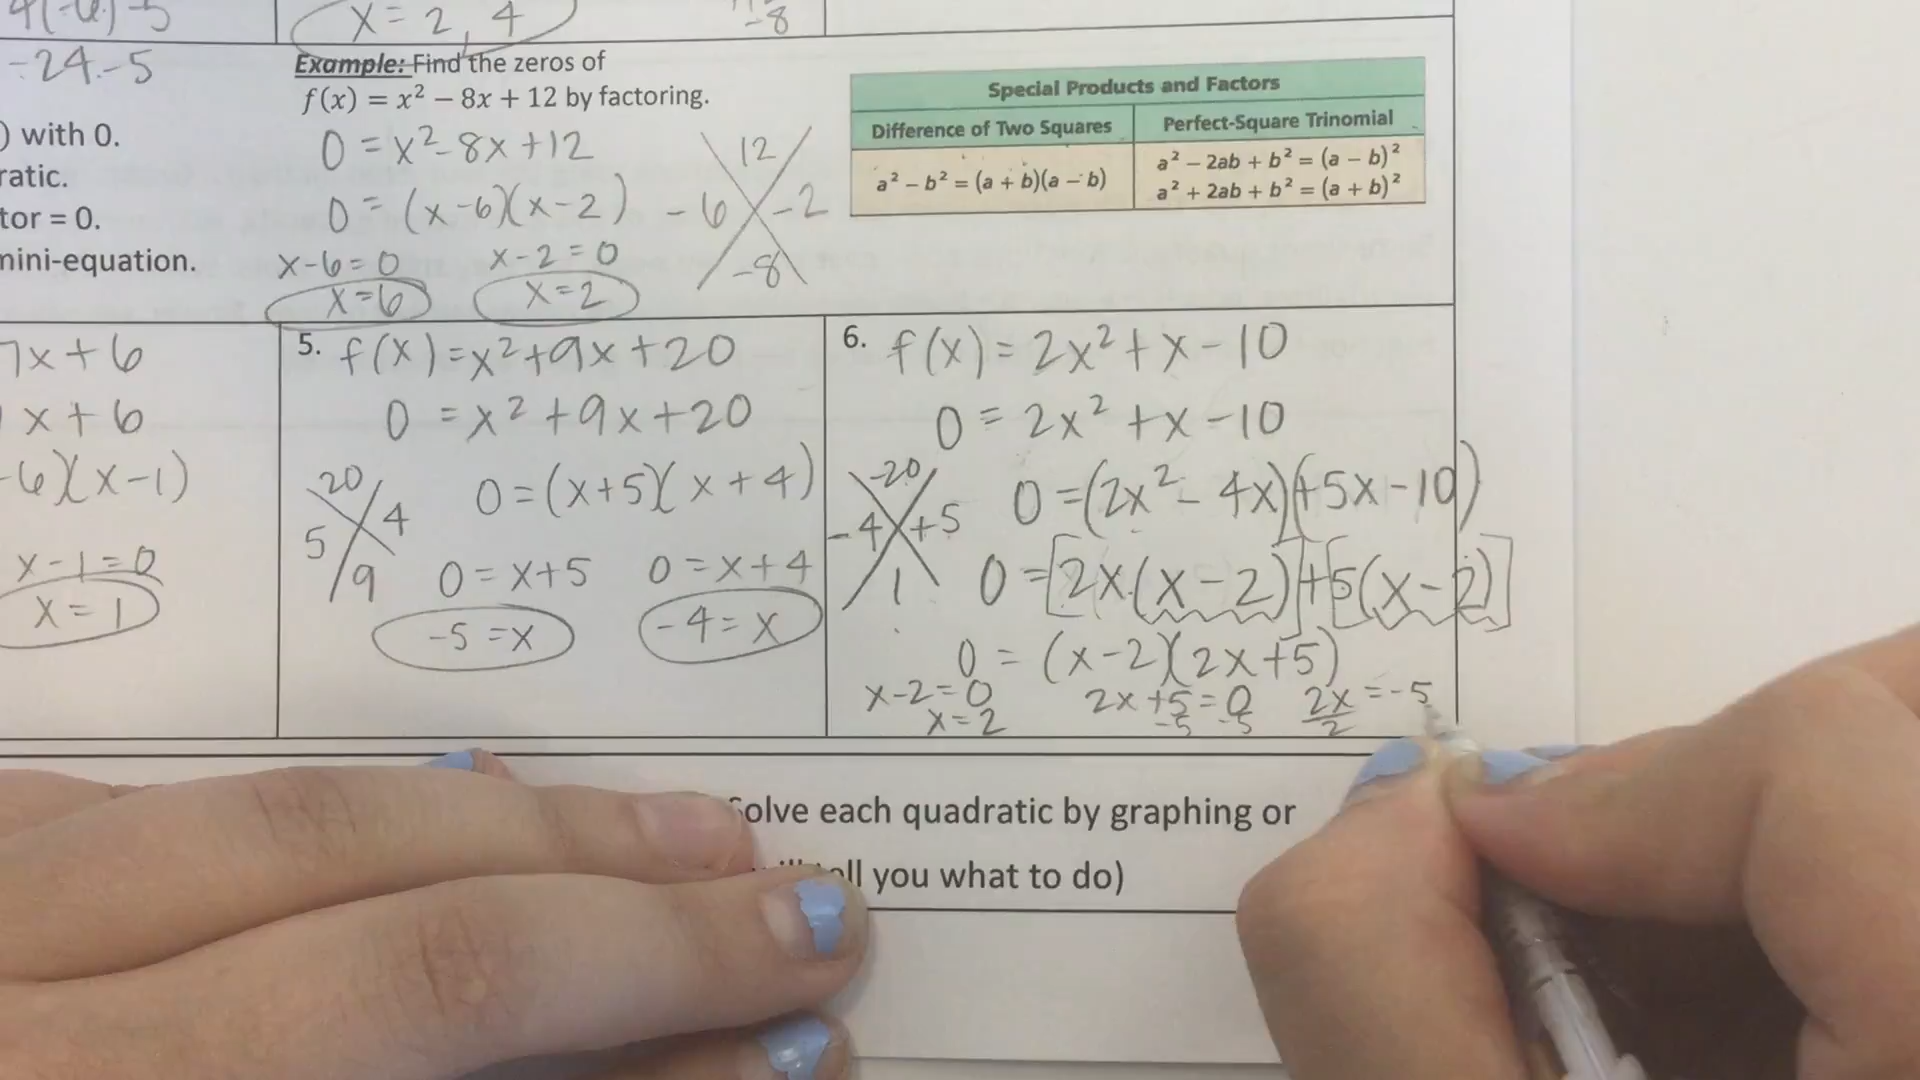 x = 2, 4
-8
-24-5
Example: Find the zeros of
f(x) = x² − 8x + 12 by factoring.
0 = x² - 8x + 12
0 = (x-6)(x-2)
x-6=0
x-2=0
x=6
x=2
12
-6
-2
-8
Special Products and Factors
Difference of Two Squares
Perfect-Square Trinomial
a² − b² = (a + b)(a − b)
a² − 2ab + b² = (a − b)²
a² + 2ab + b² = (a + b)²
) with 0.
ratic.
tor = 0.
mini-equation.
7x + 6
x + 6
-6)(x-1)
x-1=0
x=1
5. f(x)=x²+9x+20
0 = x²+9x+20
0=(x+5)(x+4)
20
5
4
9
0=x+5
0=x+4
-5=x
-4=x
6. f(x)=2x²+x-10
0=2x²+x-10
-20
-4
+5
1
0=(2x²-4x)(+5x-10)
0=[2x(x-2)]+[5(x-2)]
0 = (x-2)(2x+5)
x-2=0
x=2
2x+5=0
-5 -5
2x=-5
2
Solve each quadratic by graphing or
you what to do)